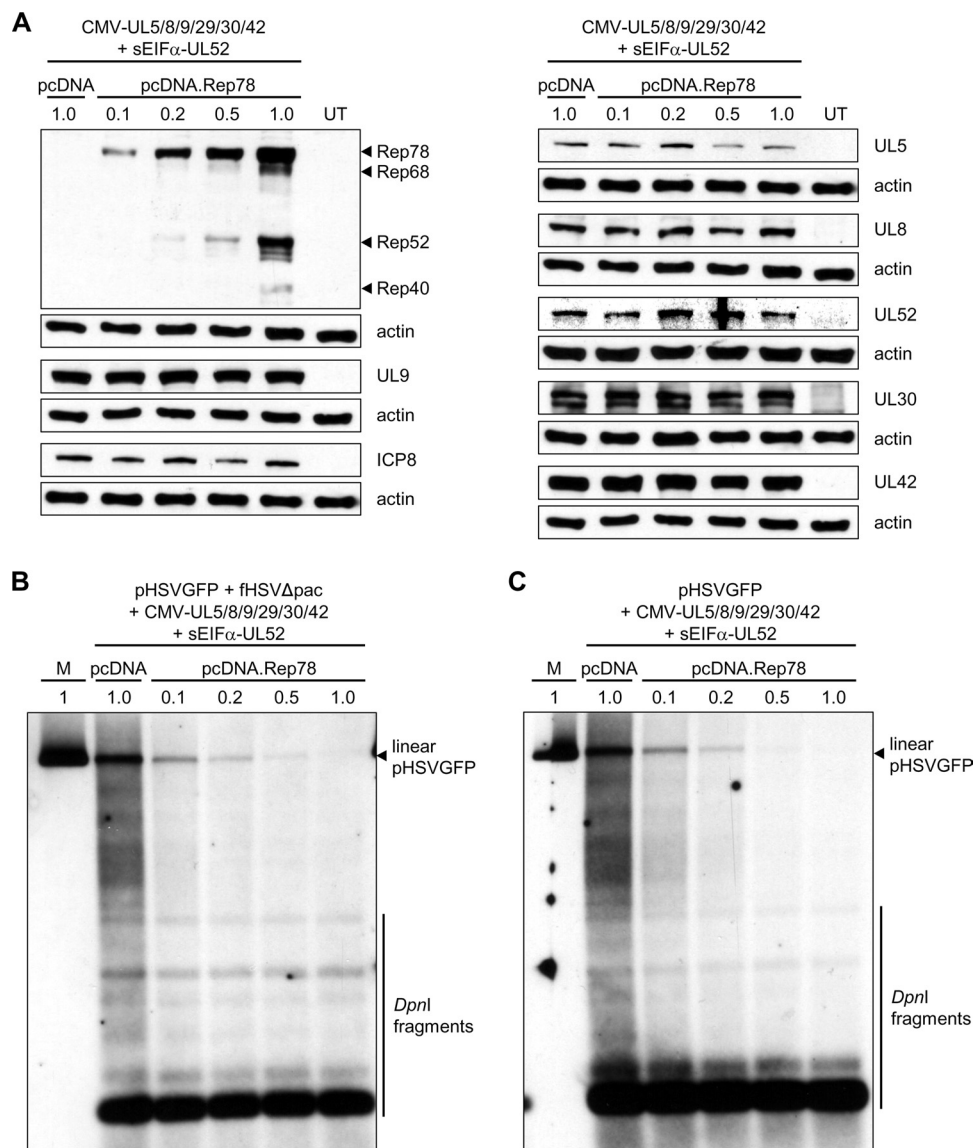 A
CMV-UL5/8/9/29/30/42
+ sEIFα-UL52
pcDNA pcDNA.Rep78
1.0 0.1 0.2 0.5 1.0 UT
Rep78
Rep68
Rep52
Rep40
actin
UL9
actin
ICP8
actin
CMV-UL5/8/9/29/30/42
+ sEIFα-UL52
pcDNA pcDNA.Rep78
1.0 0.1 0.2 0.5 1.0 UT
UL5
actin
UL8
actin
UL52
actin
UL30
actin
UL42
actin
B
pHSVGFP + fHSVΔpac
+ CMV-UL5/8/9/29/30/42
+ sEIFα-UL52
M pcDNA pcDNA.Rep78
1 1.0 0.1 0.2 0.5 1.0
linear
pHSVGFP
DpnI
fragments
C
pHSVGFP
+ CMV-UL5/8/9/29/30/42
+ sEIFα-UL52
M pcDNA pcDNA.Rep78
1 1.0 0.1 0.2 0.5 1.0
linear
pHSVGFP
DpnI
fragments